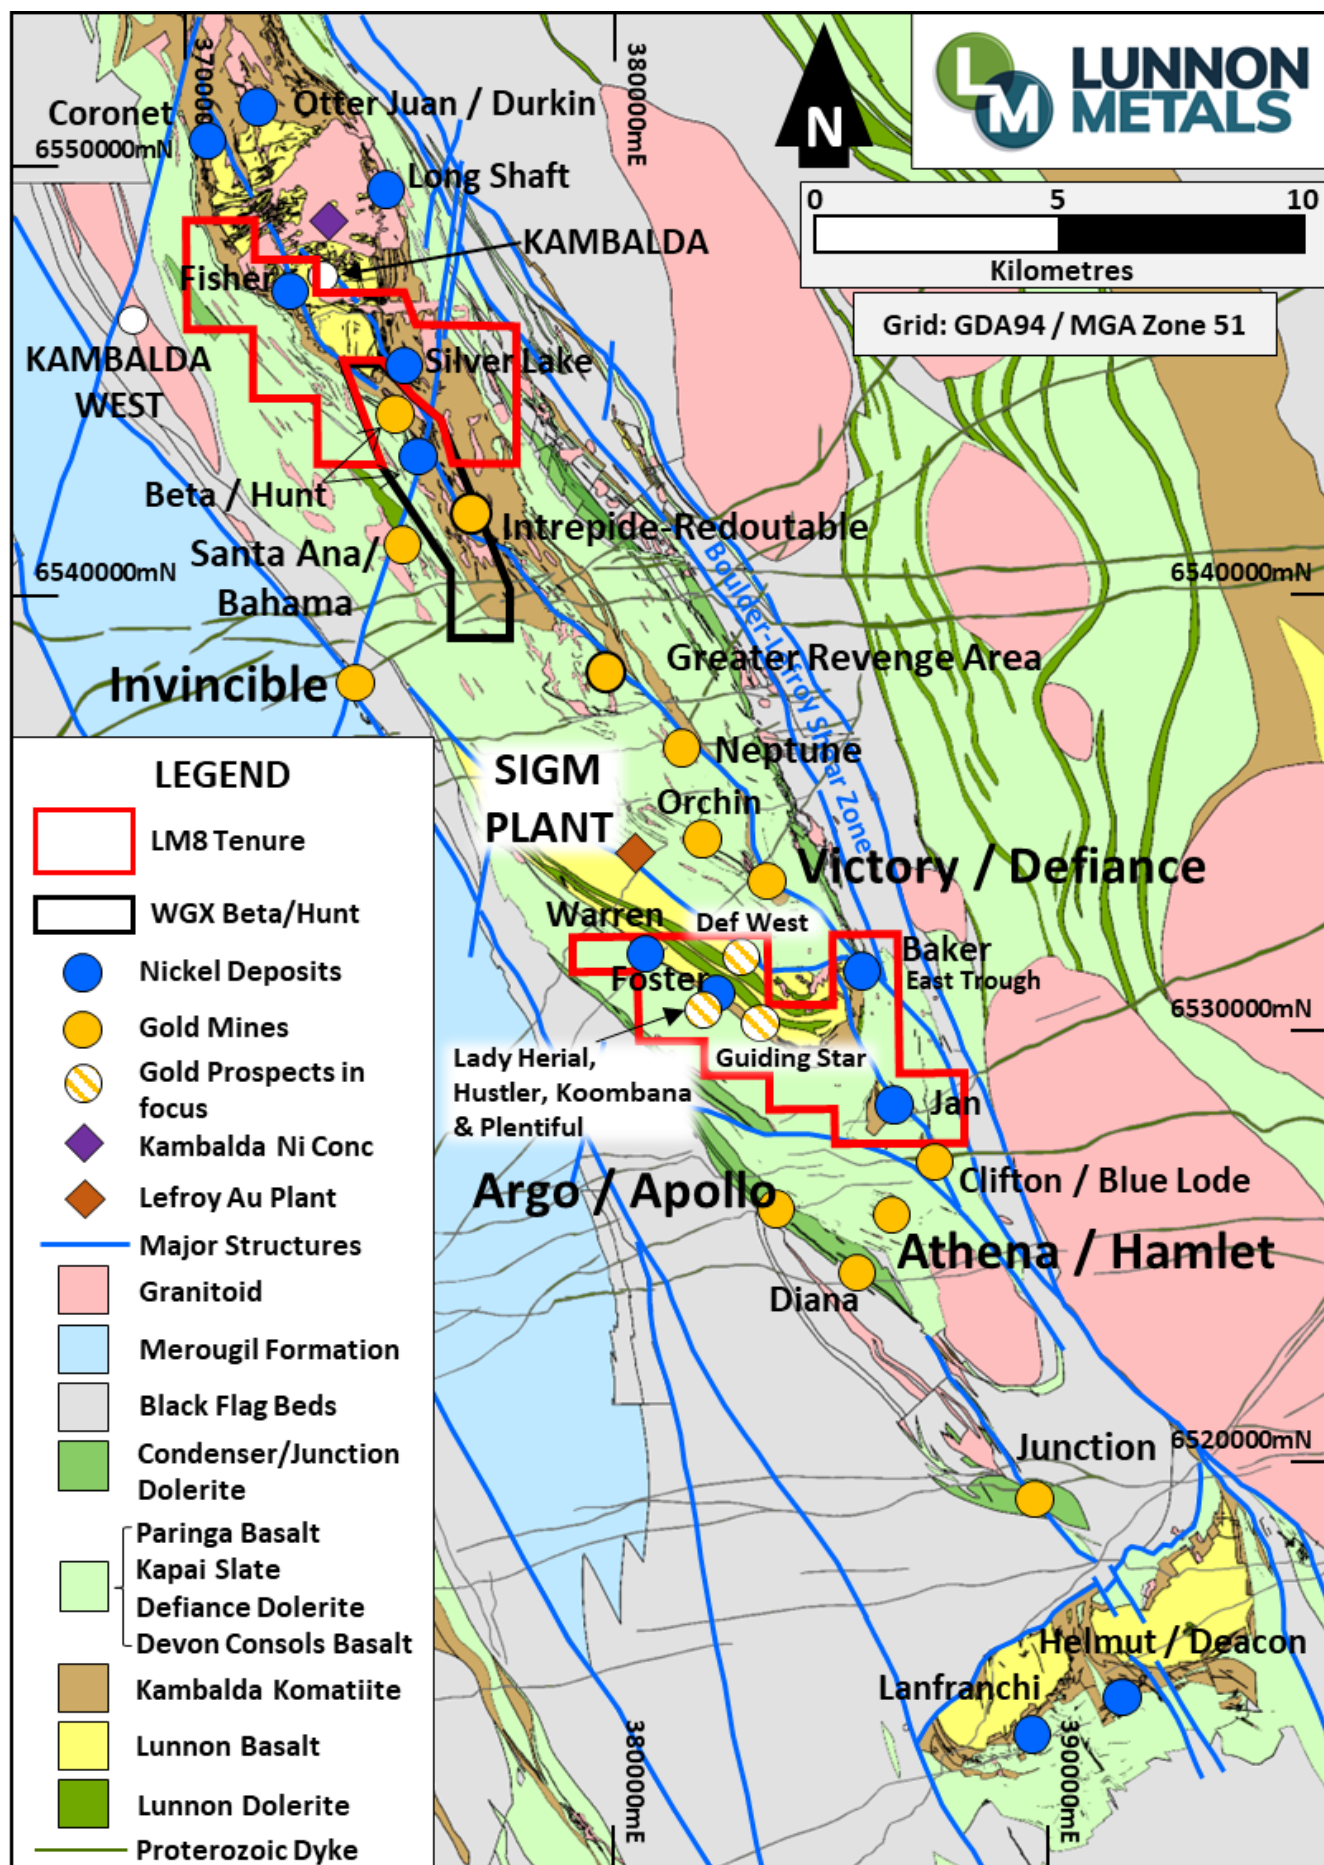 370000
380000mE
N
LM
LUNNON
METALS
0 5 10
Kilometres
Grid: GDA94 / MGA Zone 51
Coronet
Otter Juan / Durkin
6550000mN
Long Shaft
KAMBALDA
Fisher
KAMBALDA
WEST
Silver Lake
Beta / Hunt
Intrepide-Redoutable
Santa Ana/
Bahama
6540000mN
6540000mN
Boulder-Lefroy Shear Zone
Greater Revenge Area
Invincible
Neptune
SIGM
PLANT
Orchin
Victory / Defiance
Warren
Def West
Baker
East Trough
Foster
6530000mN
Lady Herial,
Hustler, Koombana
& Plentiful
Guiding Star
Jan
Clifton / Blue Lode
Argo / Apollo
Athena / Hamlet
Diana
Junction
6520000mN
Helmut / Deacon
Lanfranchi
380000mE
390000mE
LEGEND
LM8 Tenure
WGX Beta/Hunt
Nickel Deposits
Gold Mines
Gold Prospects in
focus
Kambalda Ni Conc
Lefroy Au Plant
Major Structures
Granitoid
Merougil Formation
Black Flag Beds
Condenser/Junction
Dolerite
Paringa Basalt
Kapai Slate
Defiance Dolerite
Devon Consols Basalt
Kambalda Komatiite
Lunnon Basalt
Lunnon Dolerite
Proterozoic Dyke